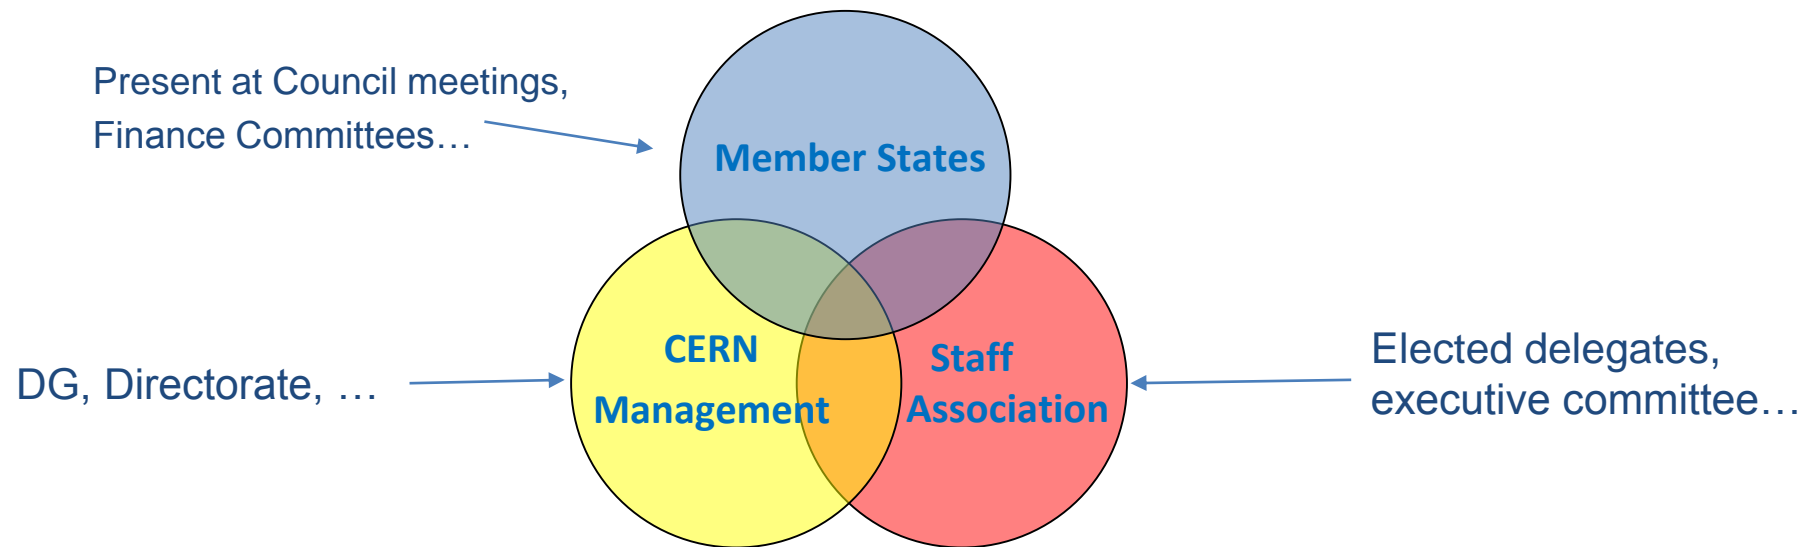 Present at Council meetings,
Finance Committees…
Member States
CERN
Management
Staff
Association
DG, Directorate, …
Elected delegates,
executive committee…